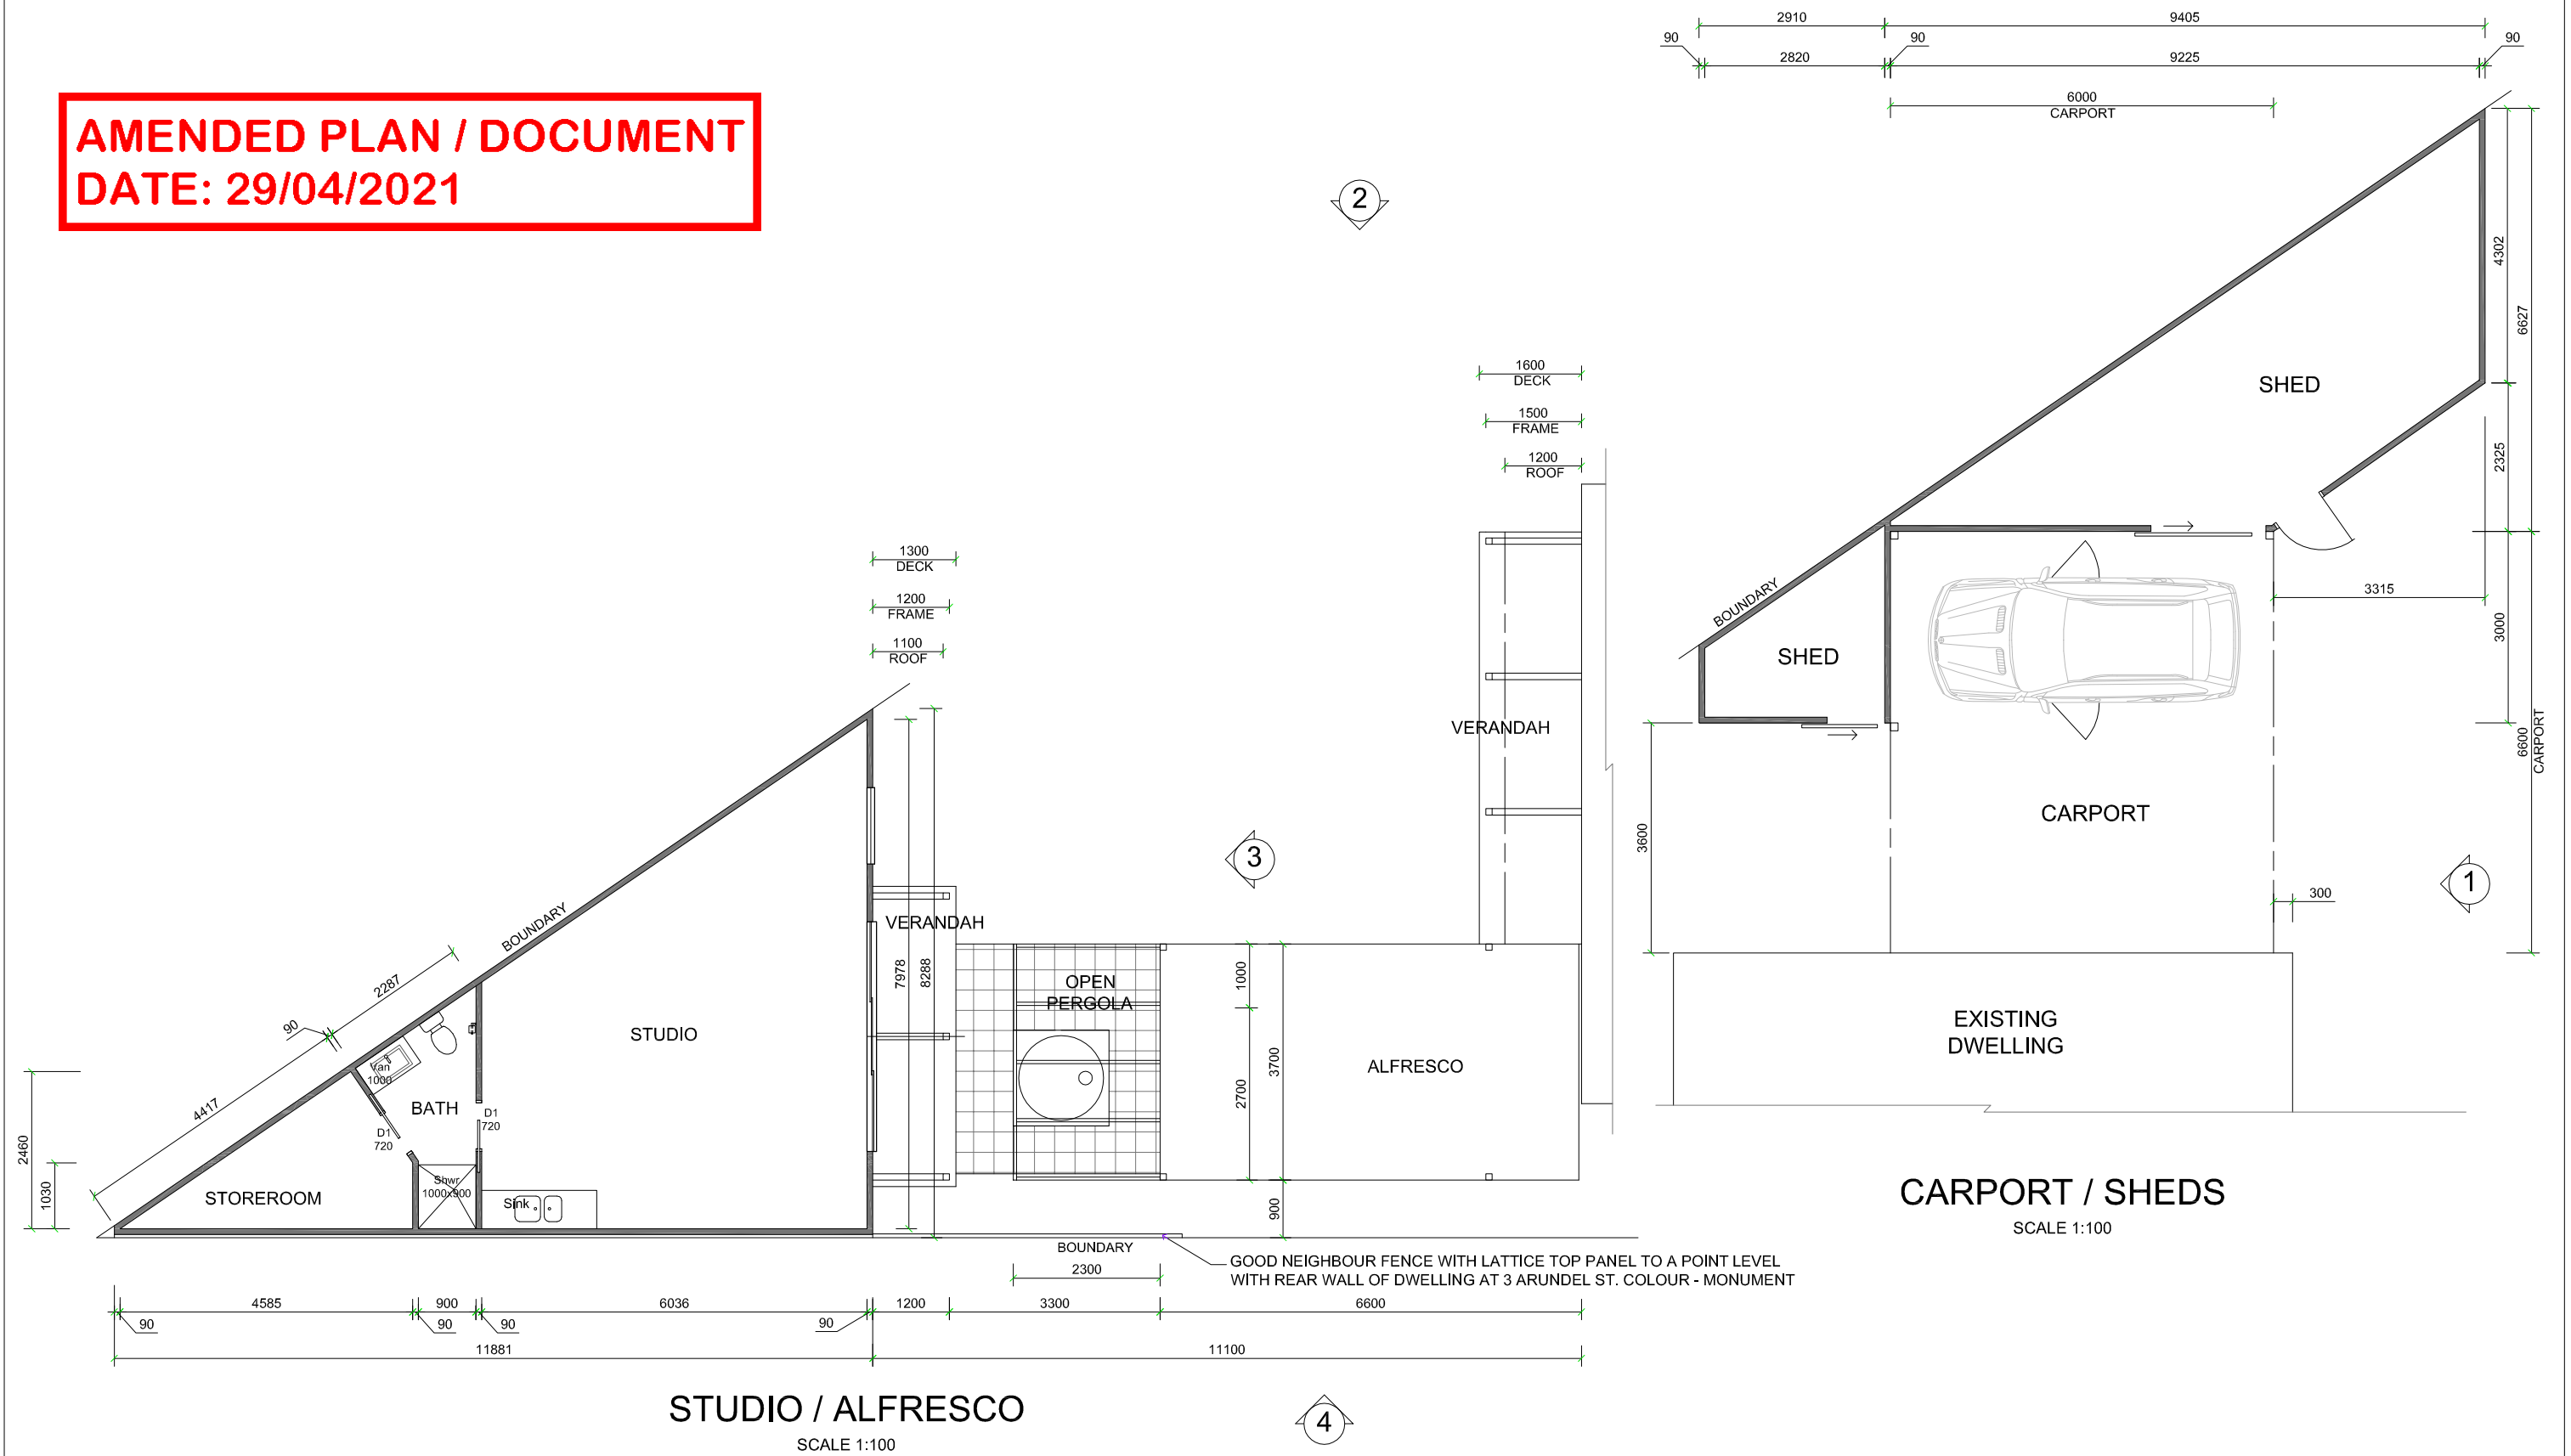 AMENDED PLAN / DOCUMENT
DATE: 29/04/2021
2910
9405
90
90
90
2820
9225
6000
CARPORT
2
4302
6627
SHED
1600
DECK
1500
FRAME
1200
ROOF
2325
1300
DECK
1200
FRAME
1100
ROOF
BOUNDARY
3315
3000
SHED
VERANDAH
6600
CARPORT
CARPORT
3600
3
1
300
BOUNDARY
VERANDAH
7978
8288
2287
90
OPEN
PERGOLA
1000
3700
2700
STUDIO
ALFRESCO
EXISTING
DWELLING
Van
1000
BATH
D1
720
D1
720
4417
2460
1030
STOREROOM
Shwr
1000x900
Sink
900
CARPORT / SHEDS
SCALE 1:100
BOUNDARY
GOOD NEIGHBOUR FENCE WITH LATTICE TOP PANEL TO A POINT LEVEL
WITH REAR WALL OF DWELLING AT 3 ARUNDEL ST. COLOUR - MONUMENT
2300
4585
900
6036
1200
3300
6600
90
90
90
90
11881
11100
STUDIO / ALFRESCO
SCALE 1:100
4